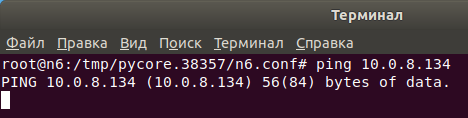 Терминал
Файл Правка Вид Поиск Терминал Справка
root@n6:/tmp/pycore.38357/n6.conf# ping 10.0.8.134
PING 10.0.8.134 (10.0.8.134) 56(84) bytes of data.